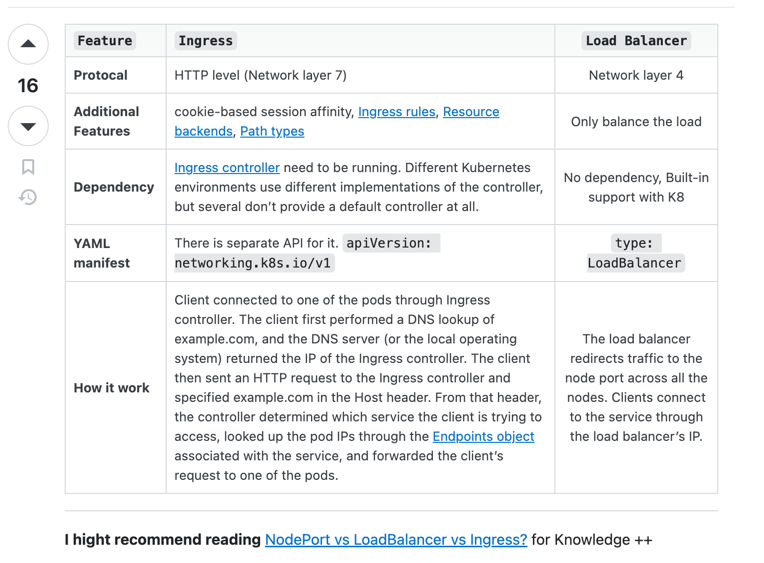 16
Feature Ingress Load Balancer
Protocal HTTP level (Network layer 7) Network layer 4
Additional Features
cookie-based session affinity, Ingress rules, Resource
backends, Path types
Only balance the load
Dependency
Ingress controller need to be running. Different Kubernetes
environments use different implementations of the controller,
but several don’t provide a default controller at all.
No dependency, Built-in
support with K8
YAML
manifest
There is separate API for it. apiVersion:
networking.k8s.io/v1
type:
LoadBalancer
How it work
Client connected to one of the pods through Ingress
controller. The client first performed a DNS lookup of
example.com, and the DNS server (or the local operating
system) returned the IP of the Ingress controller. The client
then sent an HTTP request to the Ingress controller and
specified example.com in the Host header. From that header,
the controller determined which service the client is trying to
access, looked up the pod IPs through the Endpoints object
associated with the service, and forwarded the client’s
request to one of the pods.
The load balancer
redirects traffic to the
node port across all the
nodes. Clients connect
to the service through
the load balancer’s IP.
I hight recommend reading NodePort vs LoadBalancer vs Ingress? for Knowledge ++